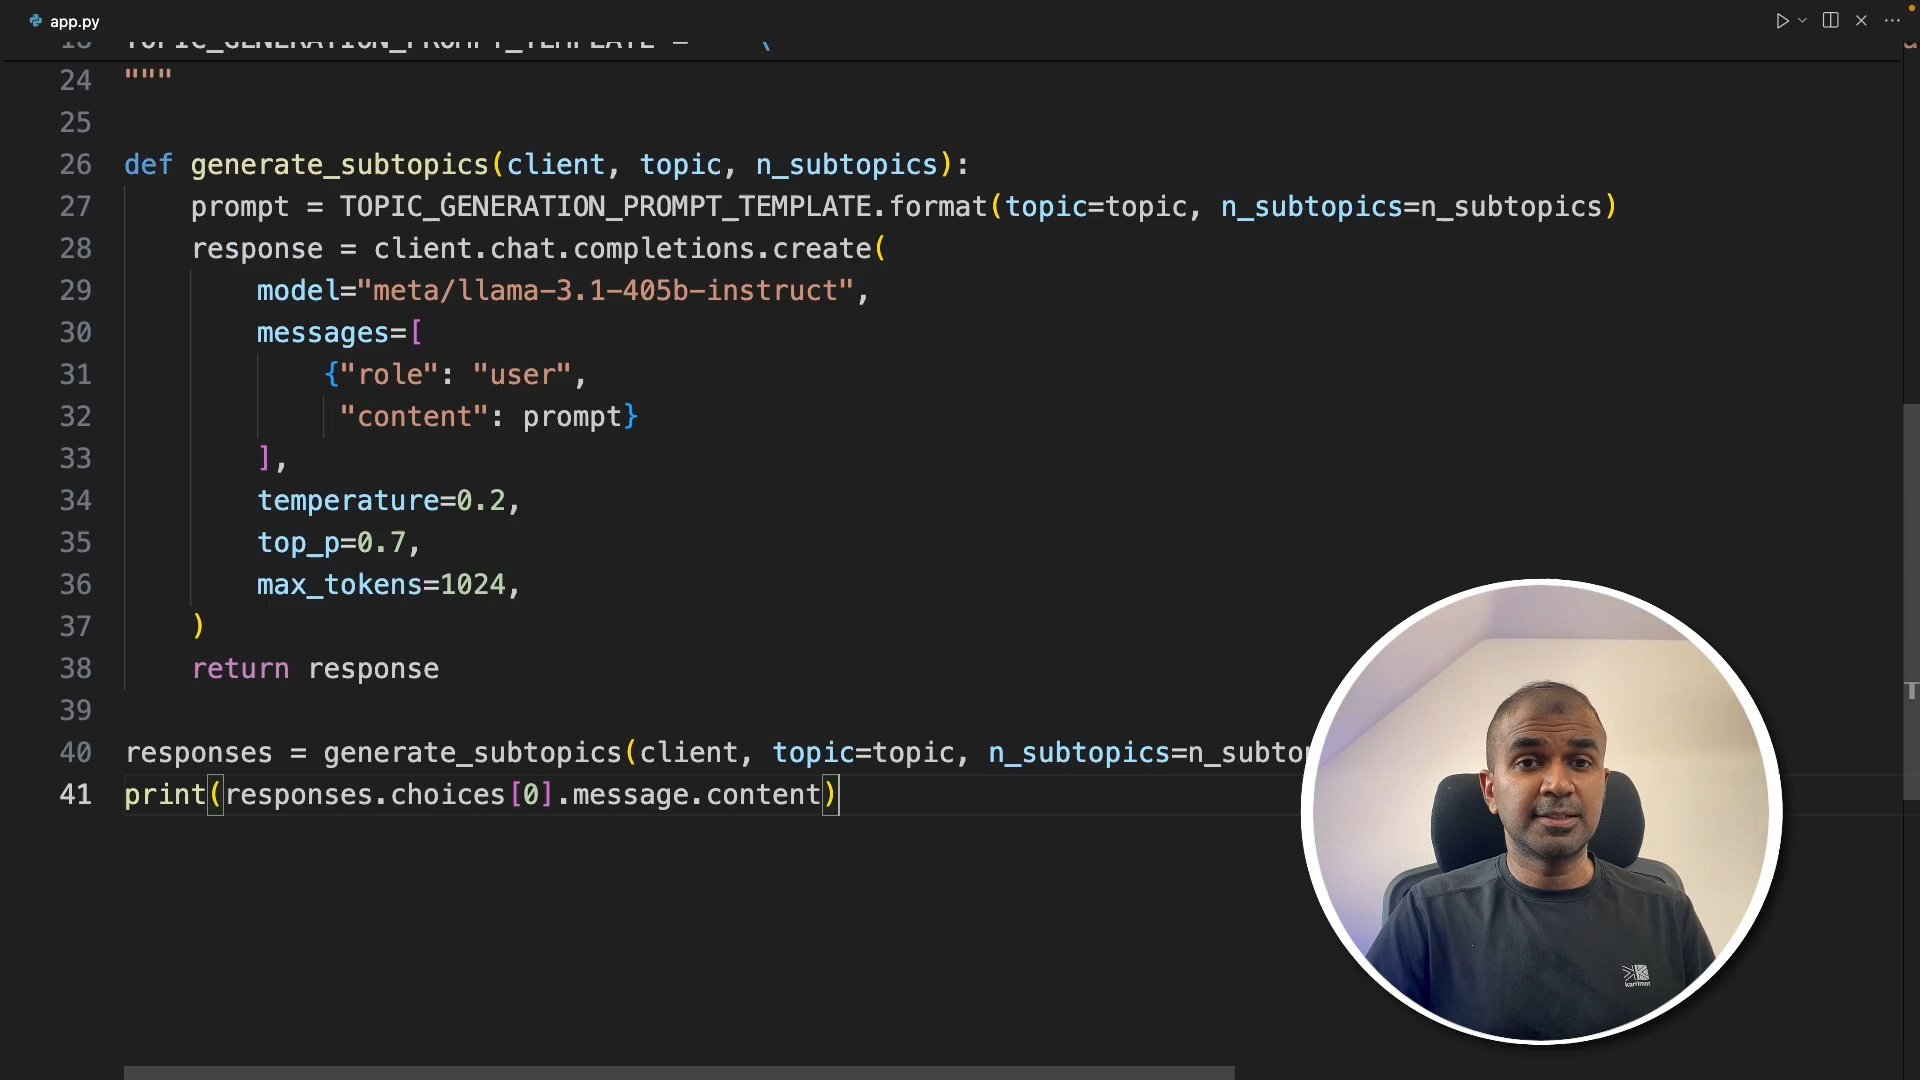 app.py
18 TOPIC_GENERATION_PROMPT_TEMPLATE = \
24 """
25
26 def generate_subtopics(client, topic, n_subtopics):
27 prompt = TOPIC_GENERATION_PROMPT_TEMPLATE.format(topic=topic, n_subtopics=n_subtopics)
28 response = client.chat.completions.create(
29 model="meta/llama-3.1-405b-instruct",
30 messages=[
31 {"role": "user",
32 "content": prompt}
33 ],
34 temperature=0.2,
35 top_p=0.7,
36 max_tokens=1024,
37 )
38 return response
39
40 responses = generate_subtopics(client, topic=topic, n_subtopics=n_subto
41 print(responses.choices[0].message.content)
karrimor